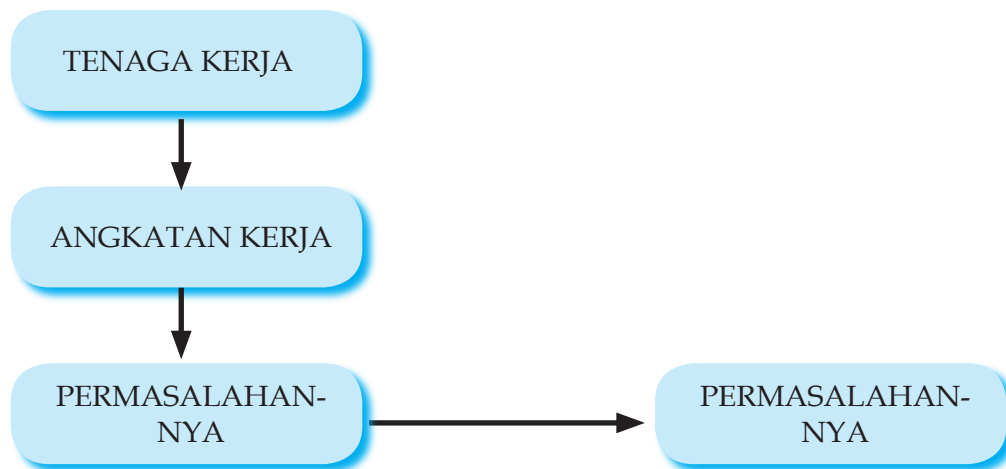 TENAGA KERJA
ANGKATAN KERJA
PERMASALAHAN-
NYA
PERMASALAHAN-
NYA